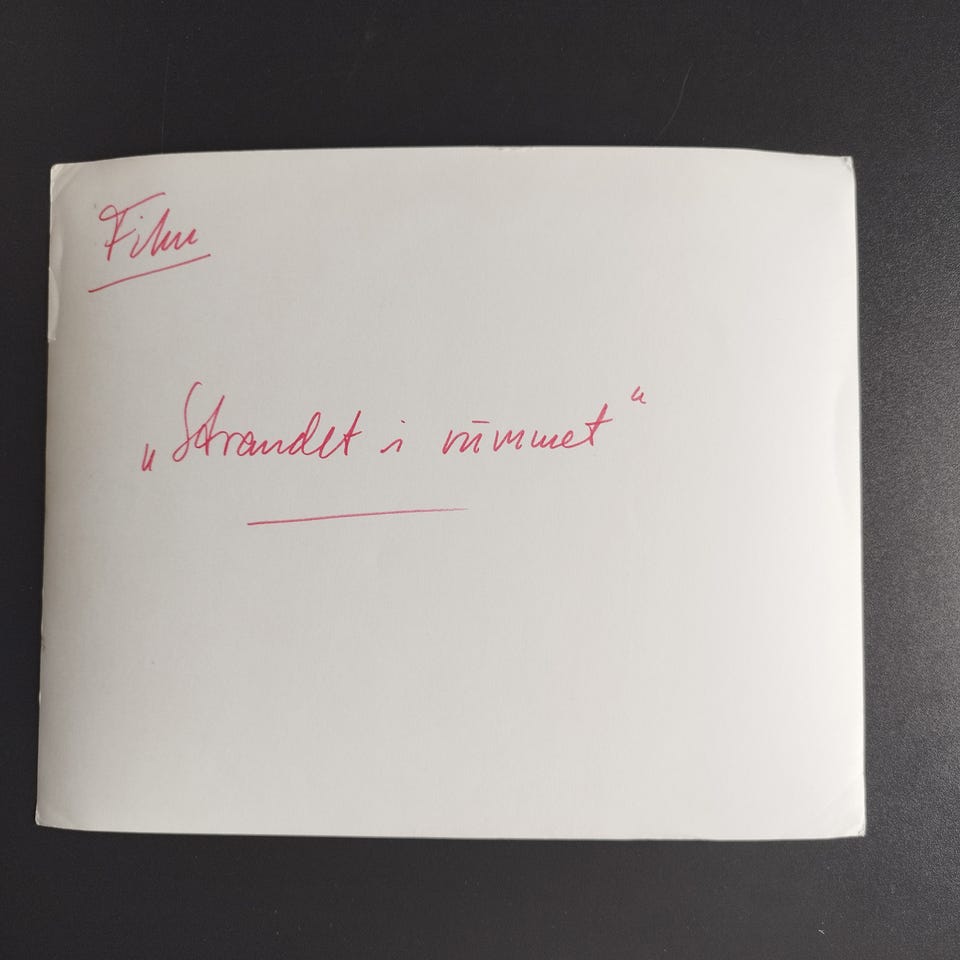 Film
„Strandet i rummet“